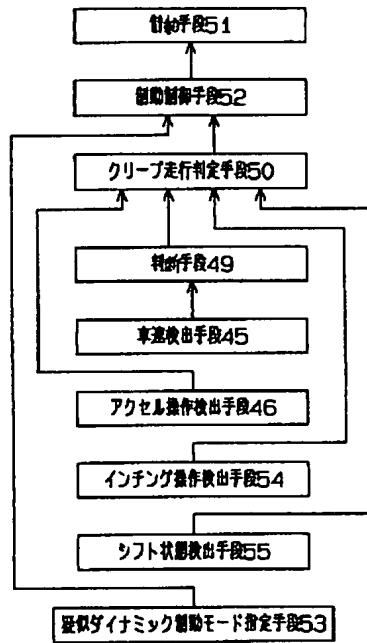 制動手段51
制動制御手段52
クリープ走行判定手段50
判断手段49
車速検出手段45
アクセル操作検出手段46
インチング操作検出手段54
シフト状態検出手段55
疑似ダイナミック制動モード指定手段53